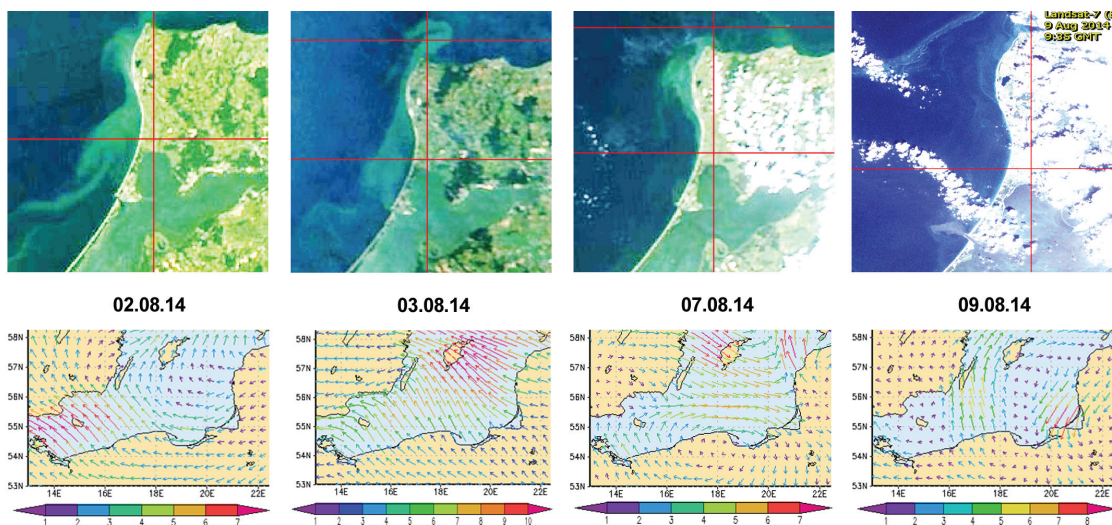 Landsat-7 (
9 Aug 2014
9:35 GMT
02.08.14
03.08.14
07.08.14
09.08.14
58N
57N
56N
55N
54N
53N
14E 16E 18E 20E 22E
1 2 3 4 5 6 7
58N
57N
56N
55N
54N
53N
14E 16E 18E 20E 22E
1 2 3 4 5 6 7 8 9 10
58N
57N
56N
55N
54N
53N
14E 16E 18E 20E 22E
1 2 3 4 5 6 7
58N
57N
56N
55N
54N
53N
14E 16E 18E 20E 22E
1 2 3 4 5 6 7 8